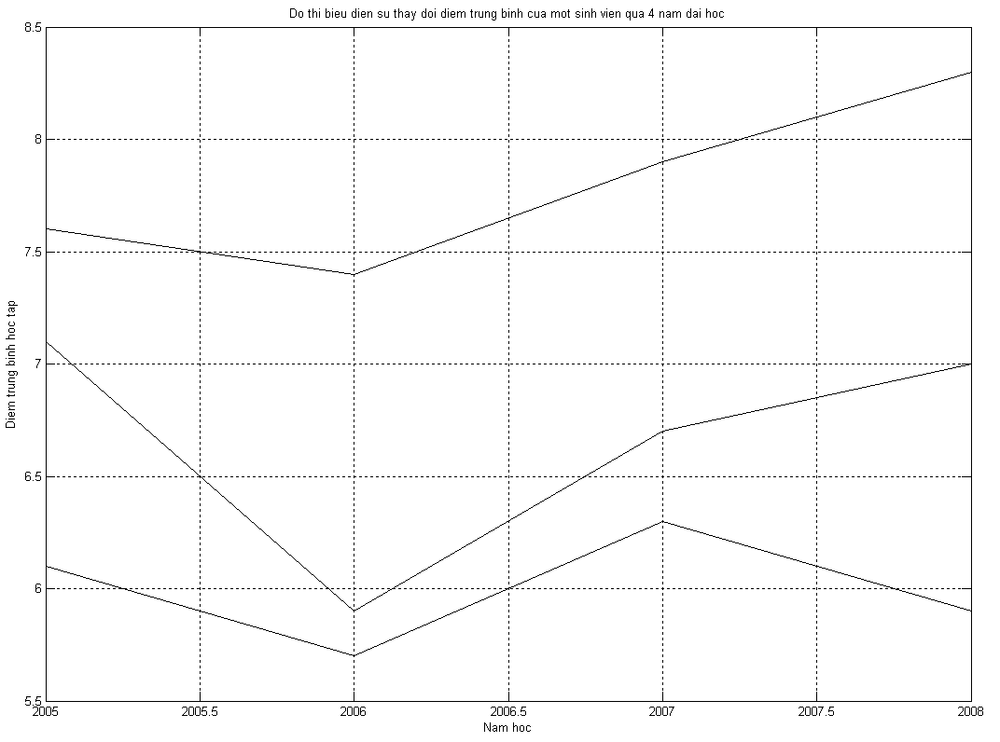 Do thi bieu dien su thay doi diem trung binh cua mot sinh vien qua 4 nam dai hoc
8.5
8
7.5
7
6.5
6
5.5
Diem trung binh hoc tap
2005 2005.5 2006 2006.5 2007 2007.5 2008
Nam hoc